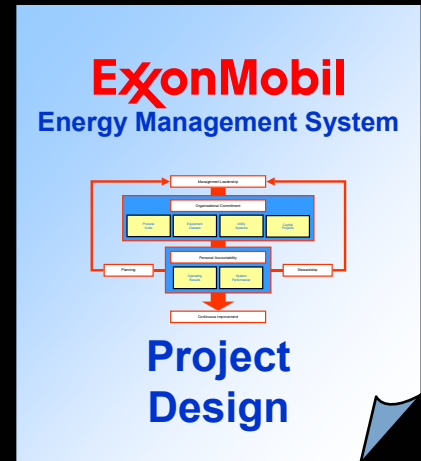 ExxonMobil
Energy Management System
Management Leadership
Organizational Commitment
Process Units
Equipment Classes
Utility Systems
Capital Projects
Personal Accountability
Planning
Operating Results
System Performance
Stewardship
Continuous Improvement
Project
Design